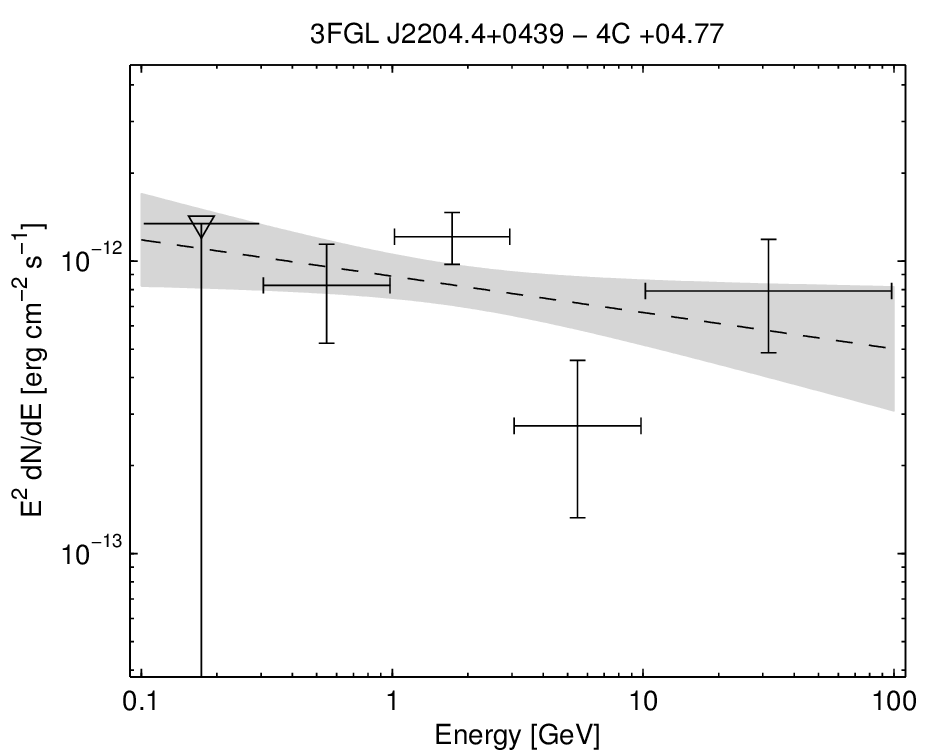 3FGL J2204.4+0439 − 4C +04.77
E² dN/dE [erg cm⁻² s⁻¹]
10⁻¹²
10⁻¹³
0.1 1 10 100
Energy [GeV]